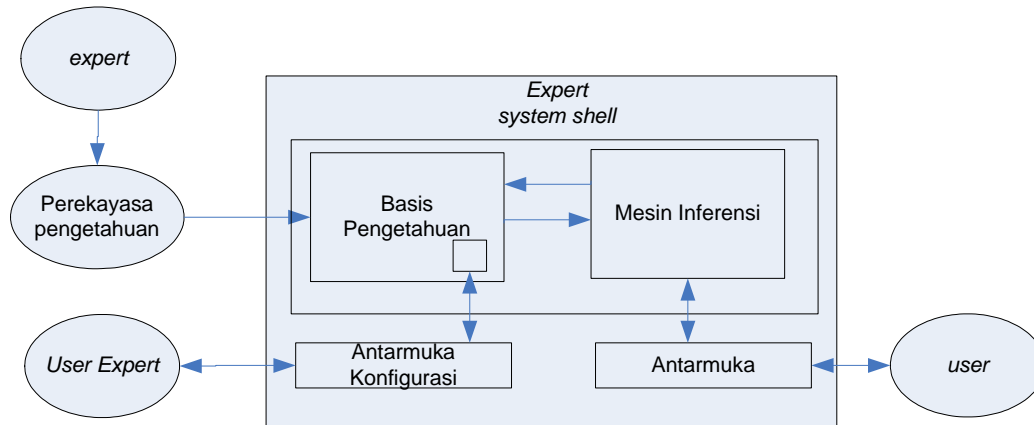 expert
Expert
system shell
Perekayasa
pengetahuan
Basis
Pengetahuan
Mesin Inferensi
User Expert
Antarmuka
Konfigurasi
Antarmuka
user